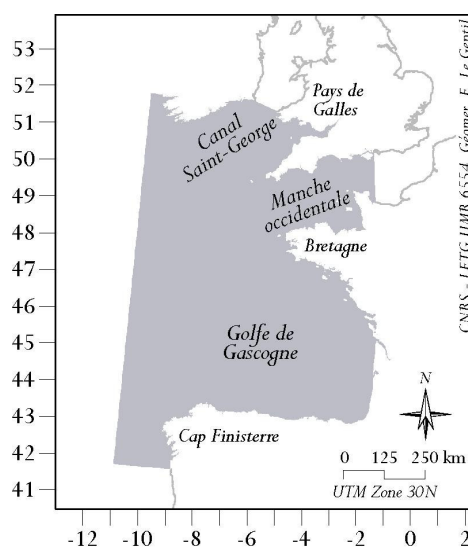 53
52
51
50
49
48
47
46
45
44
43
42
41
Pays de
Galles
Canal
Saint-George
Manche
occidentale
Bretagne
Golfe de
Gascogne
Cap Finisterre
N
0 125 250 km
UTM Zone 30N
-12 -10 -8 -6 -4 -2 0 2
CNRS - LETG UMR 6554, Géomer, E. Le Gentil